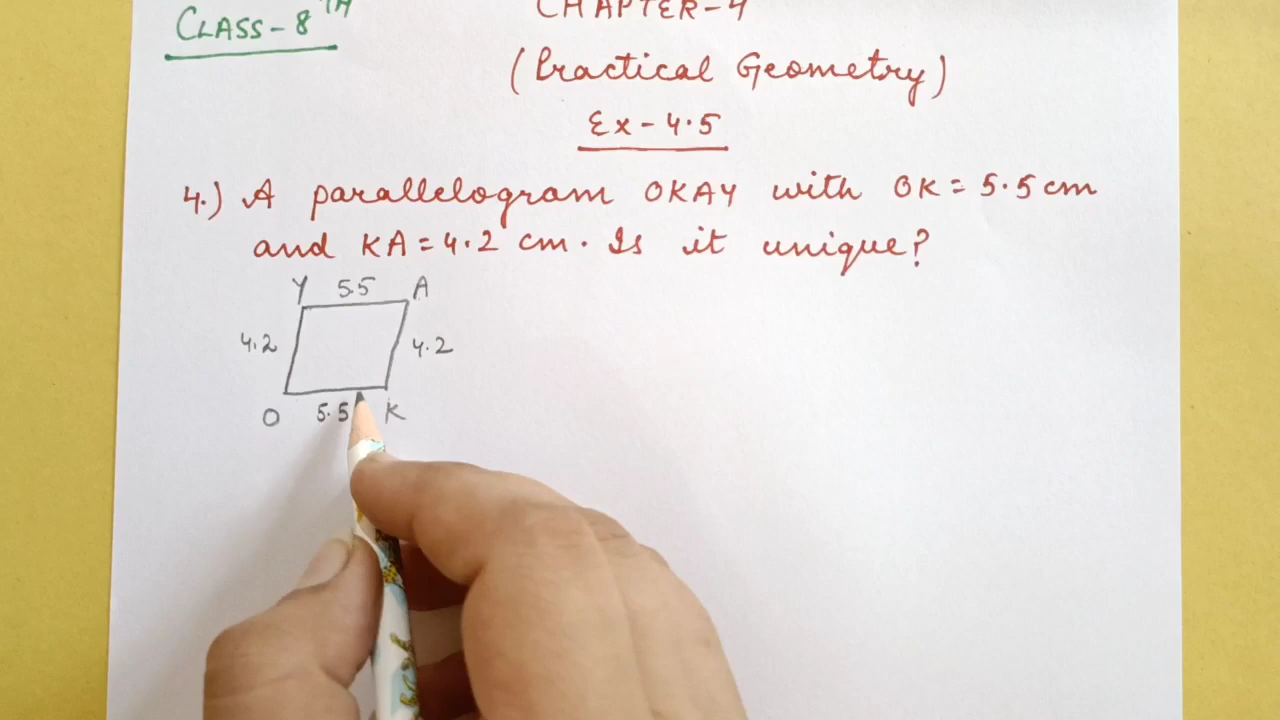 CLASS-8TH
CHAPTER-4
(Practical Geometry)
Ex-4.5
4.) A parallelogram OKAY with OK = 5.5 cm
and KA = 4.2 cm. Is it unique?
Y 5.5 A
4.2 4.2
O 5.5 K